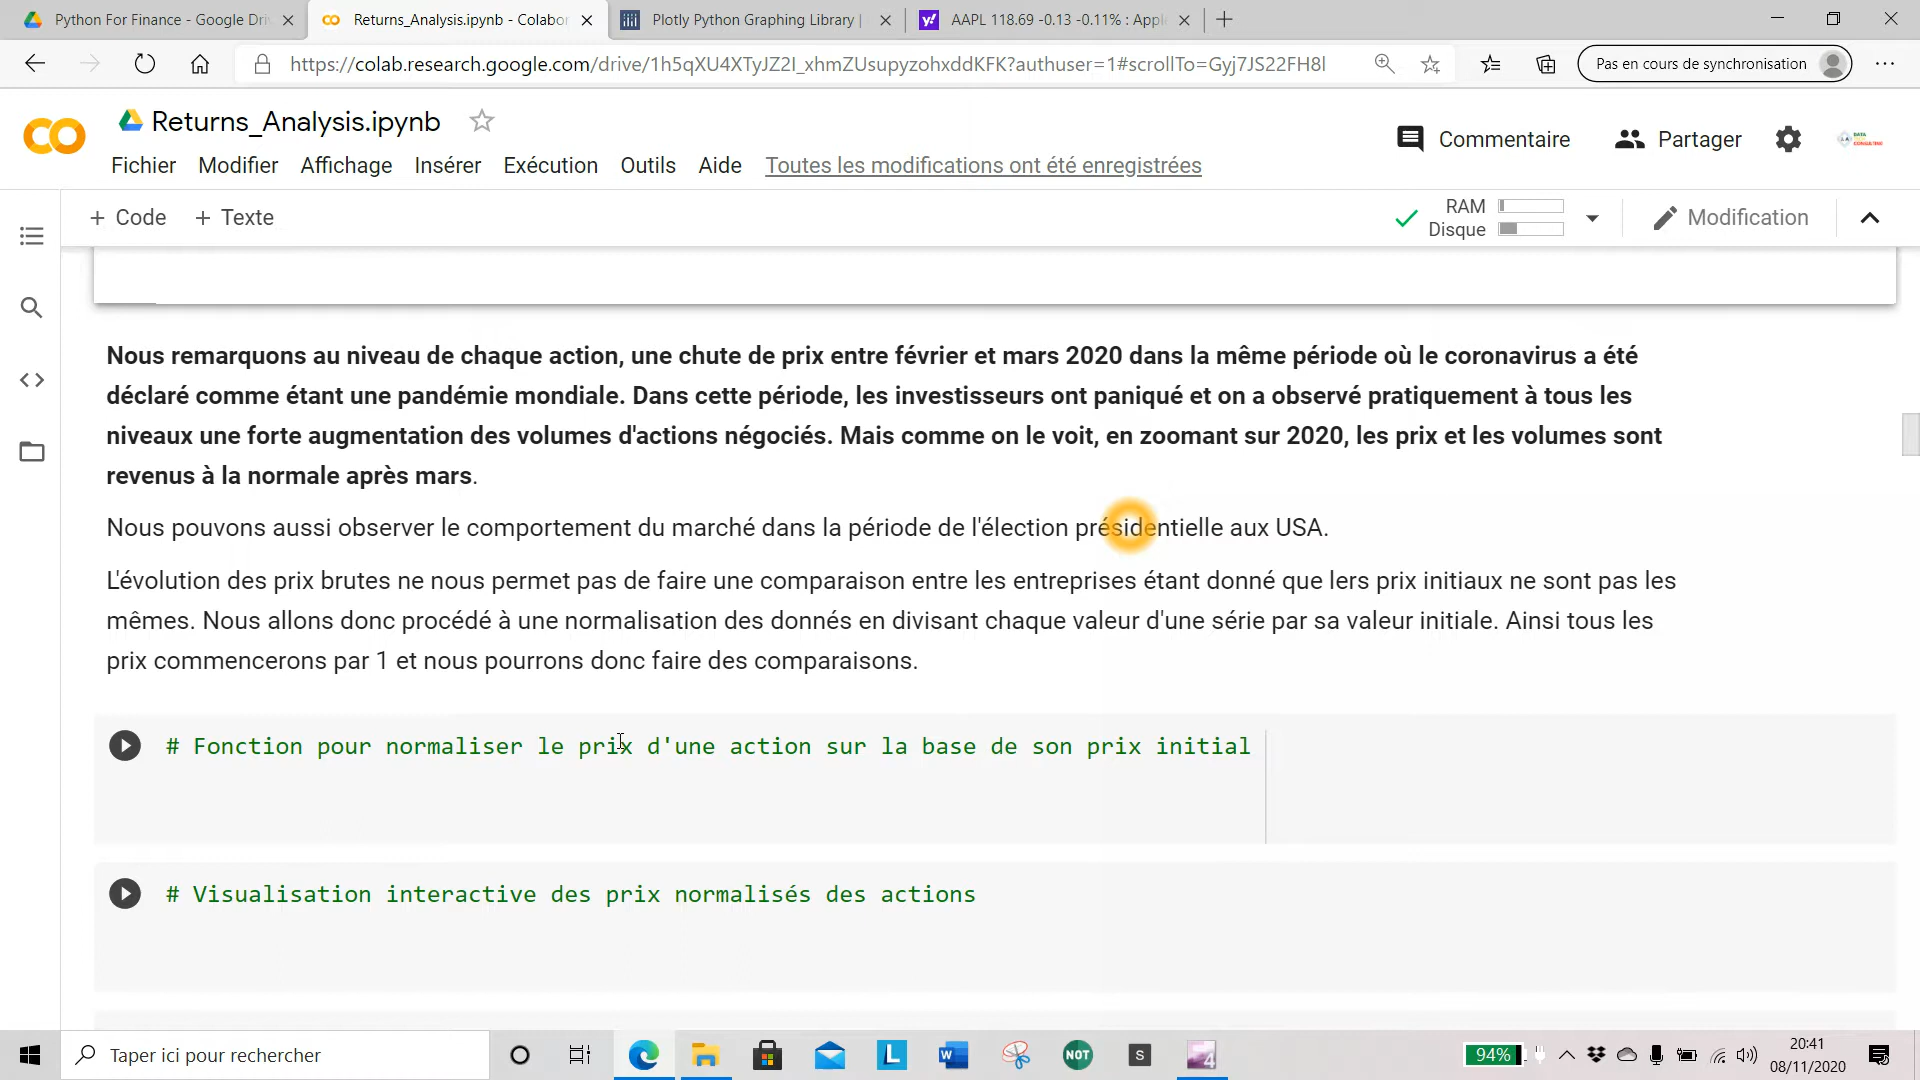 Python For Finance - Google Dri
Returns_Analysis.ipynb - Colabor
Plotly Python Graphing Library |
AAPL 118.69 -0.13 -0.11% : Apple
https://colab.research.google.com/drive/1h5qXU4XTyJZ2I_xhmZUsupyzohxddKFK?authuser=1#scrollTo=Gyj7JS22FH8l
Pas en cours de synchronisation
Returns_Analysis.ipynb
Commentaire
Partager
Fichier Modifier Affichage Insérer Exécution Outils Aide Toutes les modifications ont été enregistrées
+ Code + Texte
RAM
Disque
Modification
Nous remarquons au niveau de chaque action, une chute de prix entre février et mars 2020 dans la même période où le coronavirus a été
déclaré comme étant une pandémie mondiale. Dans cette période, les investisseurs ont paniqué et on a observé pratiquement à tous les
niveaux une forte augmentation des volumes d'actions négociés. Mais comme on le voit, en zoomant sur 2020, les prix et les volumes sont
revenus à la normale après mars.
Nous pouvons aussi observer le comportement du marché dans la période de l'élection présidentielle aux USA.
L'évolution des prix brutes ne nous permet pas de faire une comparaison entre les entreprises étant donné que lers prix initiaux ne sont pas les
mêmes. Nous allons donc procédé à une normalisation des donnés en divisant chaque valeur d'une série par sa valeur initiale. Ainsi tous les
prix commencerons par 1 et nous pourrons donc faire des comparaisons.
# Fonction pour normaliser le prix d'une action sur la base de son prix initial
# Visualisation interactive des prix normalisés des actions
Taper ici pour rechercher
NOT
S
94%
20:41
08/11/2020